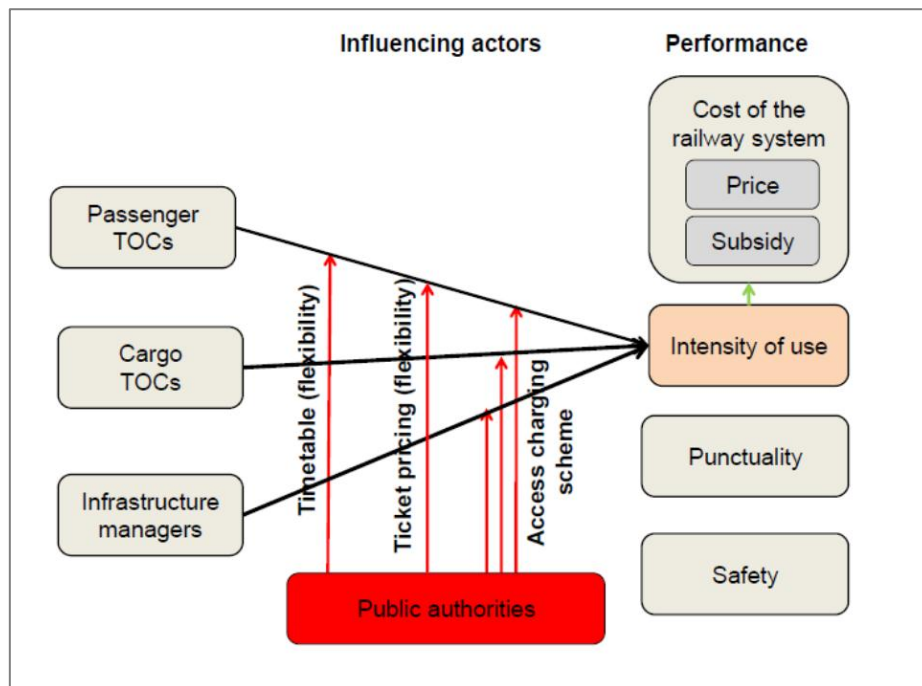 Influencing actors
Performance
Cost of the
railway system
Price
Subsidy
Passenger
TOCs
Cargo
TOCs
Infrastructure
managers
Timetable (flexibility)
Ticket pricing (flexibility)
Access charging
scheme
Intensity of use
Punctuality
Safety
Public authorities